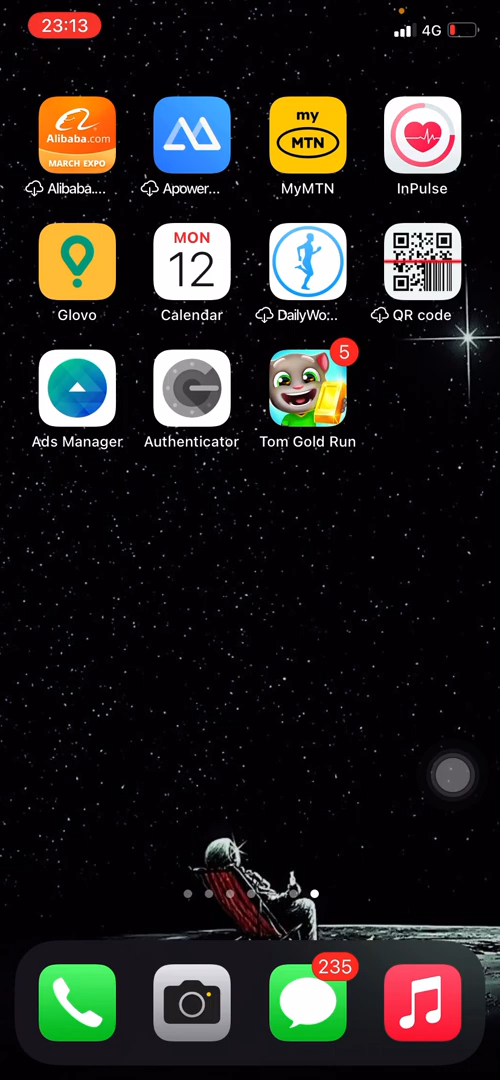 23:13
4G
Alibaba.com
MARCH EXPO
my
MTN
Alibaba....
Apower...
MyMTN
InPulse
MON
12
Glovo
Calendar
DailyWo...
QR code
5
Ads Manager
Authenticator
Tom Gold Run
235